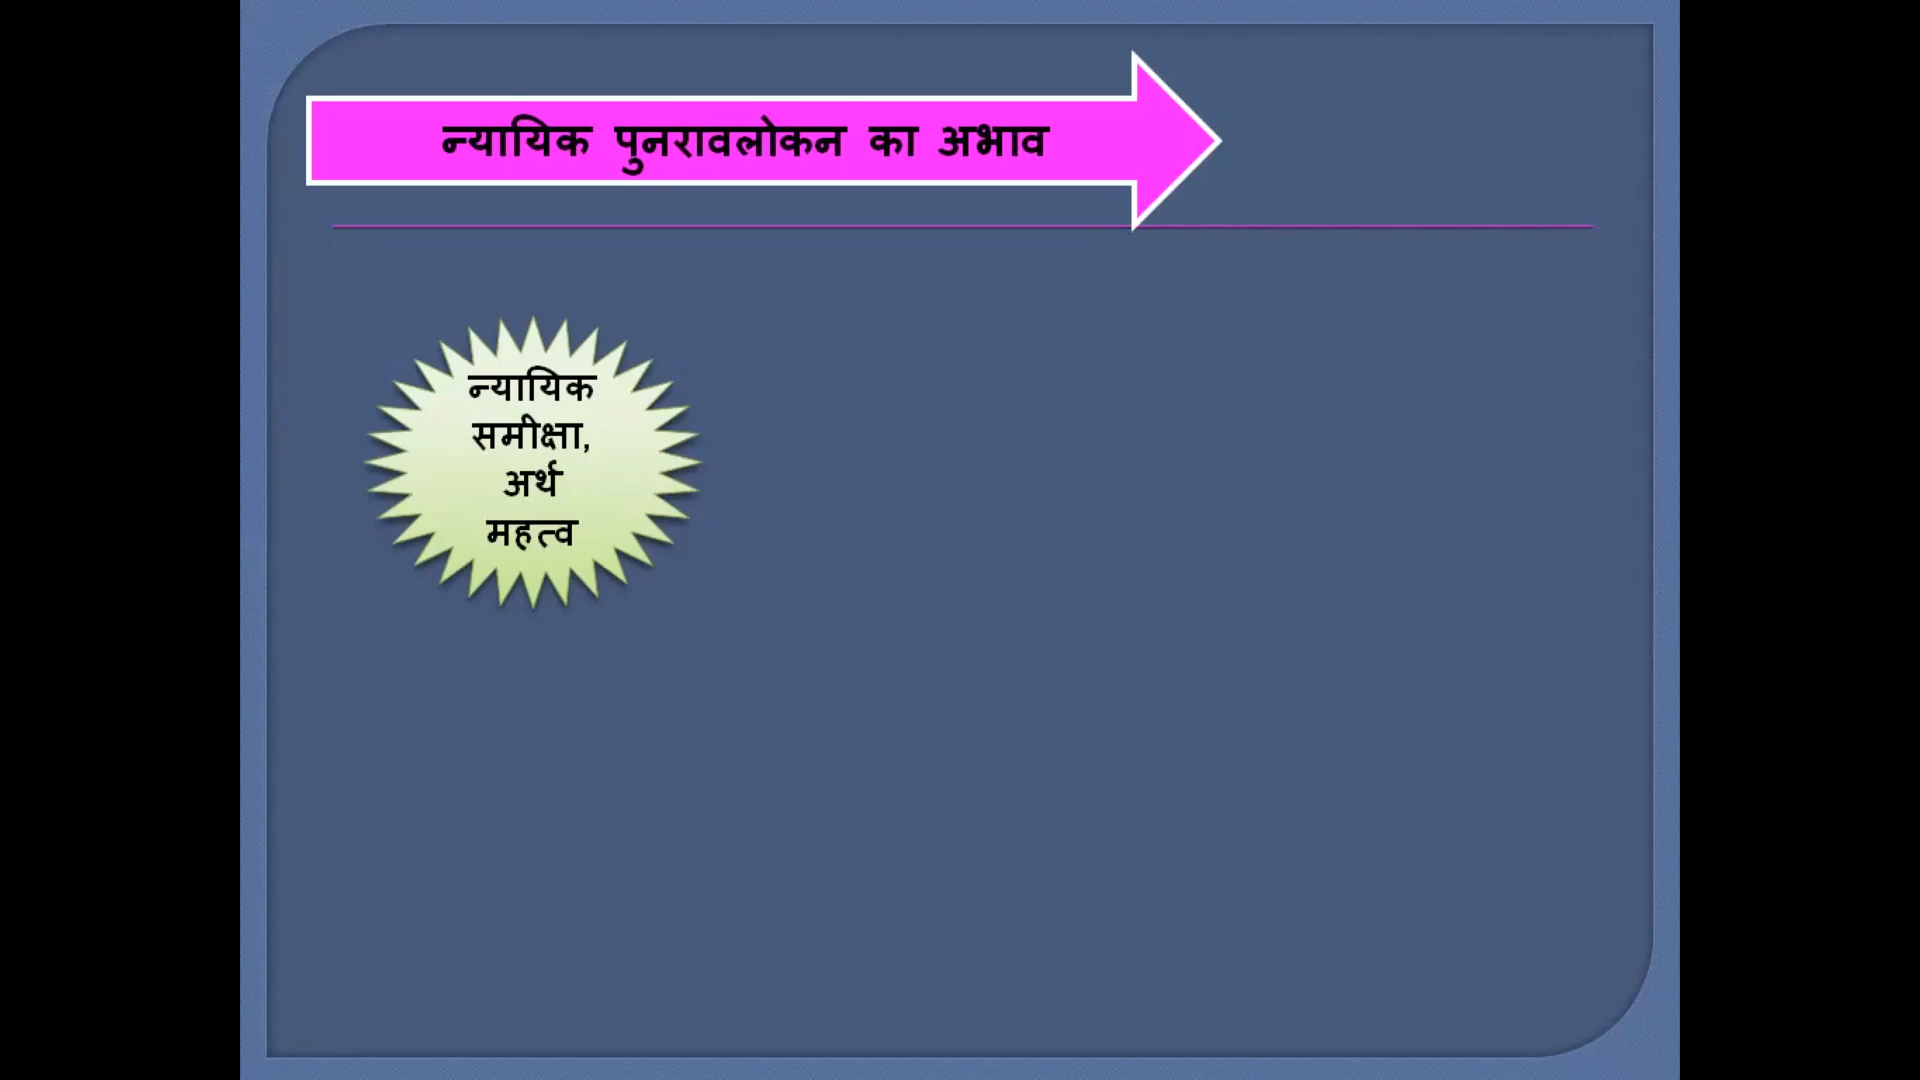 न्यायिक पुनरावलोकन का अभाव
न्यायिक
समीक्षा,
अर्थ
महत्व